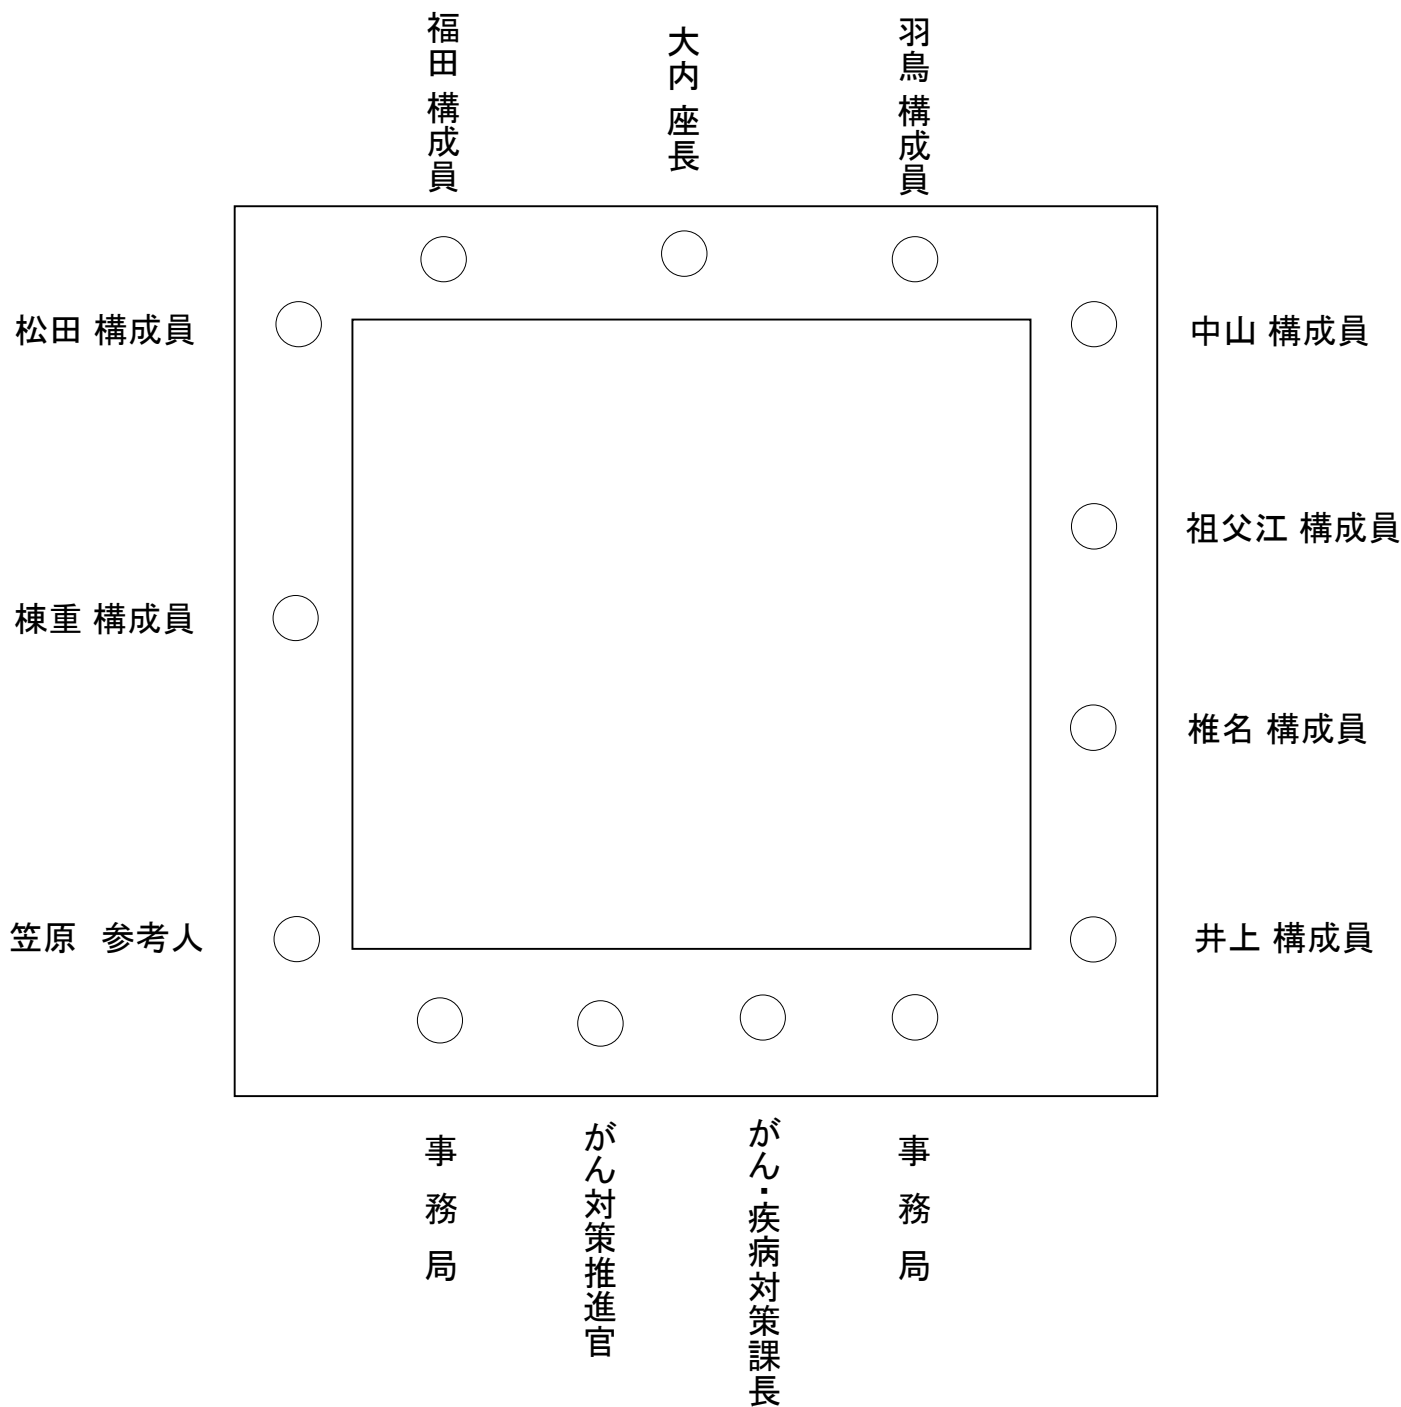 福田 構成員
大内 座長
羽鳥 構成員
松田 構成員
中山 構成員
祖父江 構成員
棟重 構成員
椎名 構成員
笠原　参考人
井上 構成員
事務局
がん対策推進官
がん・疾病対策課長
事務局